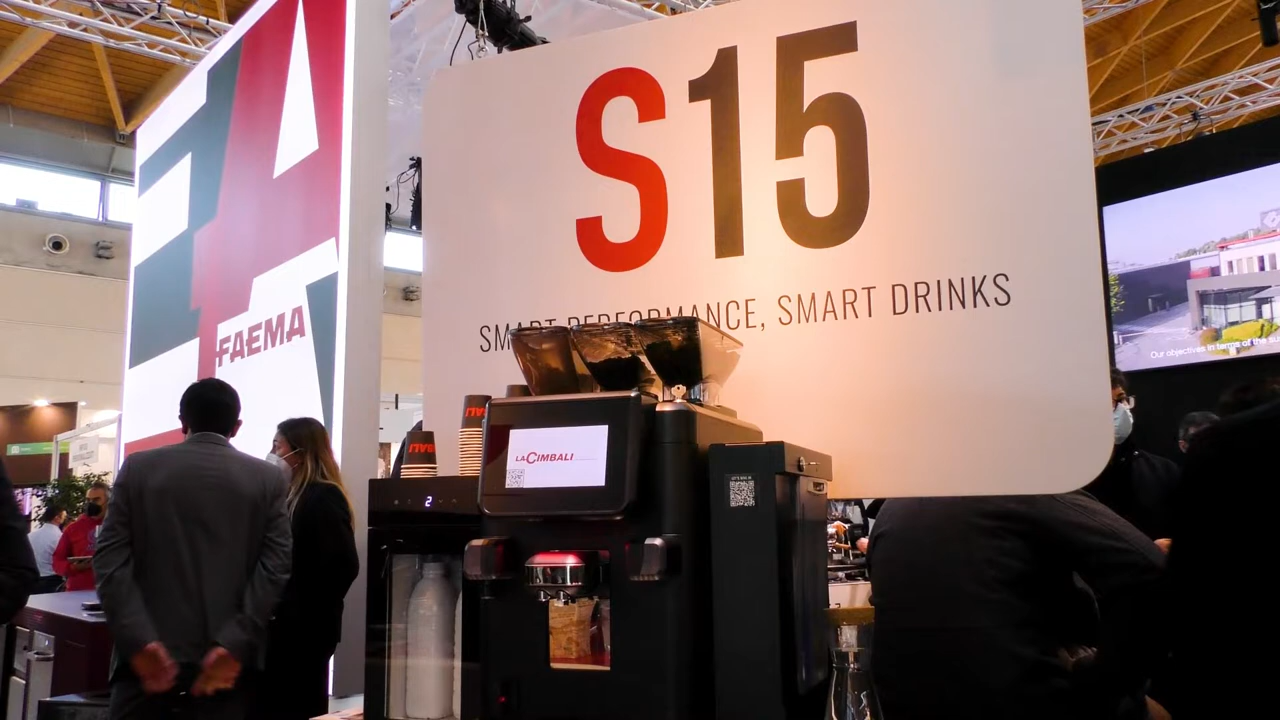 S15
SMART PERFORMANCE, SMART DRINKS
FAEMA
LACIMBALI
2
Our objectives in terms of the